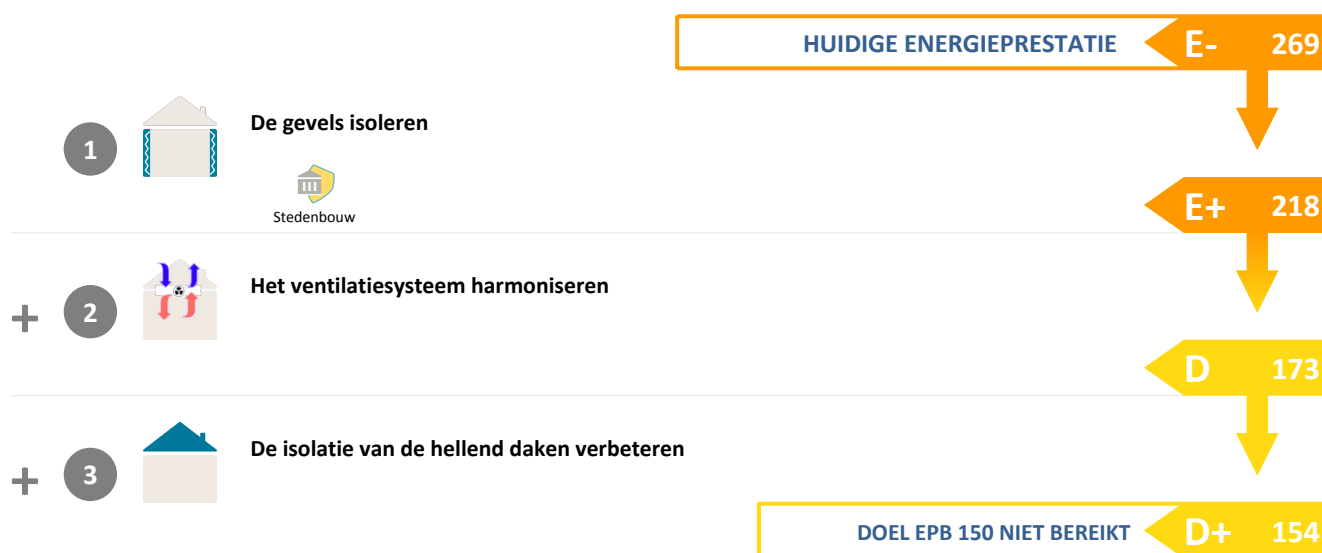 HUIDIGE ENERGIEPRESTATIE E- 269
1 De gevels isoleren
Stedenbouw
E+ 218
+ 2 Het ventilatiesysteem harmoniseren
D 173
+ 3 De isolatie van de hellend daken verbeteren
DOEL EPB 150 NIET BEREIKT D+ 154